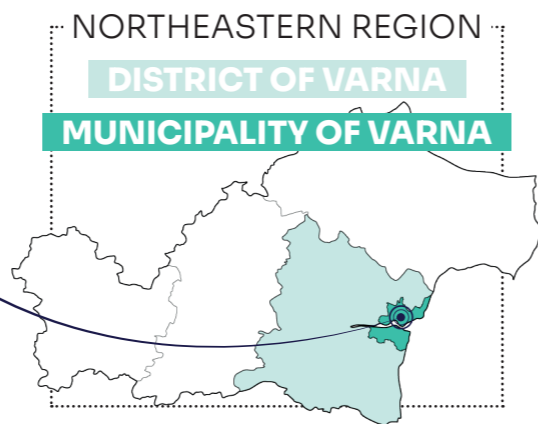 NORTHEASTERN REGION
DISTRICT OF VARNA
MUNICIPALITY OF VARNA